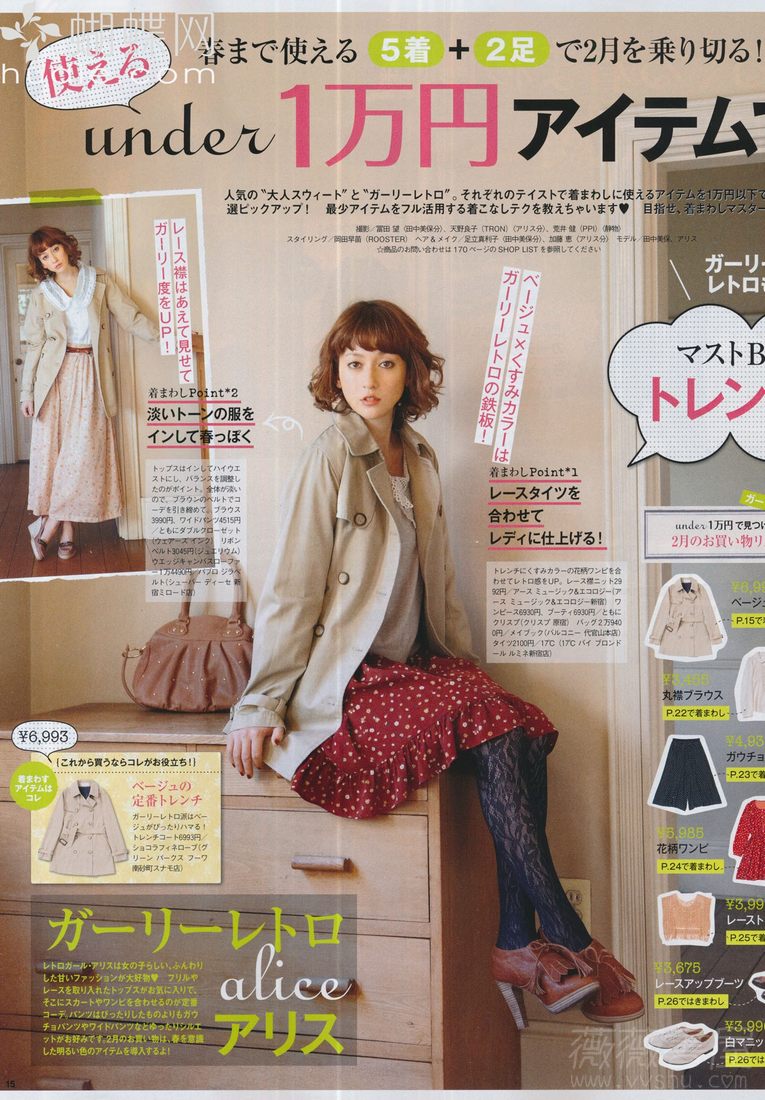 蝴蝶网
使える
春まで使える 5着+2足で2月を乗り切る!
under 1万円 アイテム
人気の“大人スウィート”と“ガーリーレトロ”。それぞれのテイストで着まわしに使えるアイテムを1万円以下で
選ピックアップ! 最少アイテムをフル活用する着こなしテクを教えちゃいます♥ 目指せ、着まわしマスター
撮影/冨田 望(田中美保分)、天野良子(TRON)(アリス分)、荒井 健(PPI)(静物)
スタイリング/岡田早苗(ROOSTER) ヘア&メイク/足立真利子(田中美保分)、加藤 恵(アリス分) モデル/田中美保、アリス
☆商品のお問い合わせは170ページのSHOP LISTを参照してください
レース襟はあえて見せて
ガーリー度をUP!
着まわしPoint*2
淡いトーンの服を
インして春っぽく
トップスはインしてハイウエ
ストにし、バランスを調整し
たのがポイント。全体が淡い
ので、ブラウンのベルトでコ
ーデを引き締めて。ブラウス
3990円、ワイドパンツ4515円
/ともにダブルクローゼット
(ウェアーズ インク) リボン
ベルト3045円(ジュエリウム)
ウエッジキャンバスローファ
ー1万4490円/パブロ ジラベ
ルト(シューバー ディーセ 新
宿ミロード店)
ベージュ×くすみカラーは
ガーリーレトロの鉄板!
着まわしPoint*1
レースタイツを
合わせて
レディに仕上げる!
トレンチにくすみカラーの花柄ワンピを合
わせてレトロ感をUP。レース襟ニット299
2円/アース ミュージック&エコロジー(ア
ース ミュージック&エコロジー新宿) ワ
ンピース6930円、ブーティ6930円/ともに
クリスプ(クリスプ 原宿) バッグ2万940
0円/メイブック(バルコニー 代官山本店)
タイツ2100円/17℃(17℃ バイ ブロンド
ール ルミネ新宿店)
ガーリー
レトロ
マストB
トレン
under 1万円で見つけ
2月のお買い物リ
ベージュ
P.15で着
¥3,455
丸襟ブラウス
P.22で着まわし
ガウチョ
P.23で着
¥6,985
花柄ワンピ
P.24で着まわし
¥3,99
レースト
P.25で着
¥3,675
レースアップブーツ
P.26ではきまわし
¥3,990
白マニッ
P.26では
¥6,993
着まわす
アイテムは
コレ
{これから買うならコレがお役立ち!}
ベージュの
定番トレンチ
ガーリーレトロ派はベー
ジュがぴったりハマる!
トレンチコート6993円/
ショコラフィネローブ(グ
リーン パークス フーワ
南砂町スナモ店)
ガーリーレトロ
alice
アリス
レトロガール・アリスは女の子らしい、ふんわり
した甘いファッションが大好物♥ フリルや
レースを取り入れたトップスがお気に入りで、
そこにスカートやワンピを合わせるのが定番
コーデ。パンツはぴったりしたものよりもガウ
チョパンツやワイドパンツなどゆったりシルエ
ットがお好みです。2月のお買い物は、春を意識
した明るい色のアイテムを導入するよ!
15
www.vvshu.com